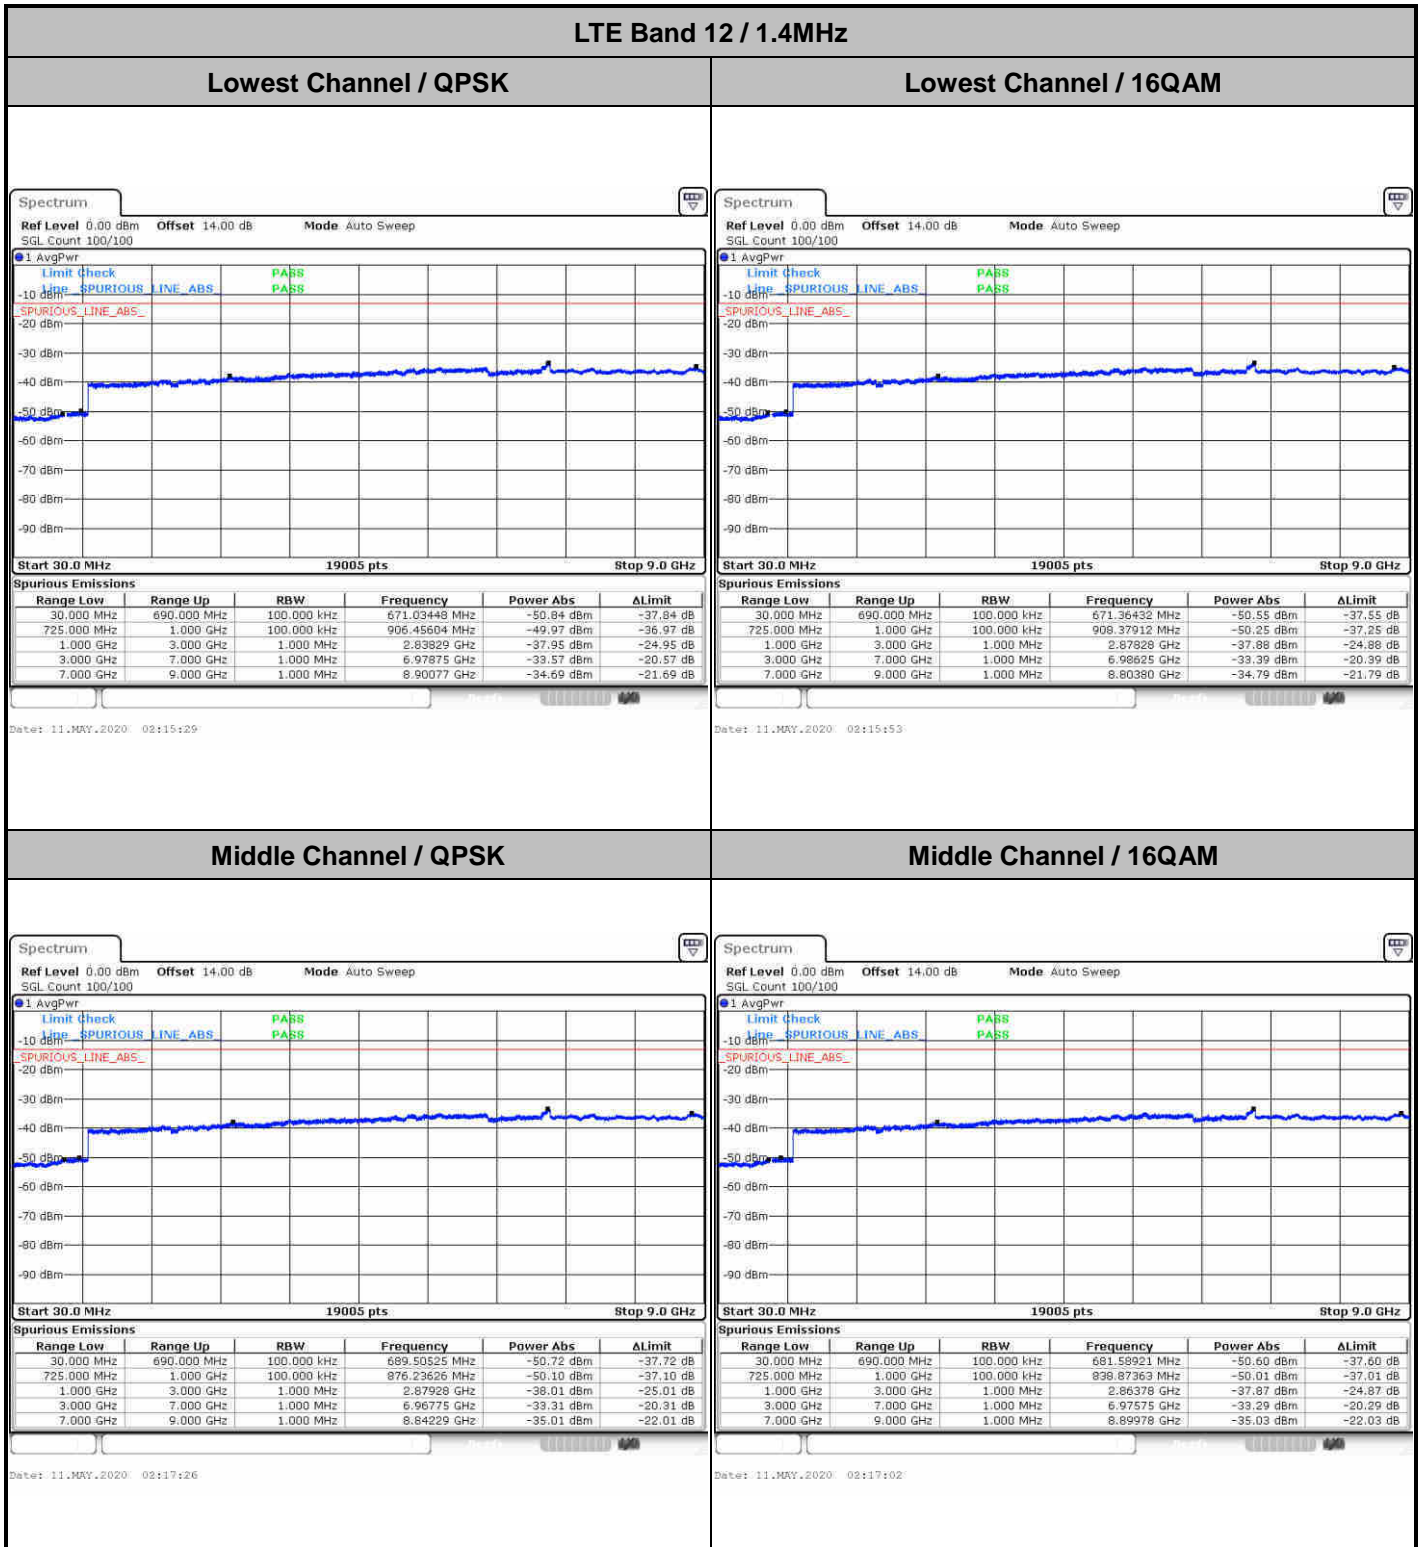 LTE Band 12 / 1.4MHz
Lowest Channel / QPSK
Lowest Channel / 16QAM
Spectrum
Ref Level 0.00 dBm Offset 14.00 dB Mode Auto Sweep
SGL Count 100/100
1 AvgPwr
Limit Check PASS
Line _SPURIOUS_LINE_ABS_ PASS
-10 dBm
_SPURIOUS_LINE_ABS_
-20 dBm
-30 dBm
-40 dBm
-50 dBm
-60 dBm
-70 dBm
-80 dBm
-90 dBm
Start 30.0 MHz 19005 pts Stop 9.0 GHz
Spurious Emissions
Range Low Range Up RBW Frequency Power Abs ΔLimit
30.000 MHz 690.000 MHz 100.000 kHz 671.03448 MHz -50.84 dBm -37.84 dB
725.000 MHz 1.000 GHz 100.000 kHz 906.45604 MHz -49.97 dBm -36.97 dB
1.000 GHz 3.000 GHz 1.000 MHz 2.83829 GHz -37.95 dBm -24.95 dB
3.000 GHz 7.000 GHz 1.000 MHz 6.97875 GHz -33.57 dBm -20.57 dB
7.000 GHz 9.000 GHz 1.000 MHz 8.90077 GHz -34.69 dBm -21.69 dB
Date: 11.MAY.2020 02:15:29
Spectrum
Ref Level 0.00 dBm Offset 14.00 dB Mode Auto Sweep
SGL Count 100/100
1 AvgPwr
Limit Check PASS
Line _SPURIOUS_LINE_ABS_ PASS
-10 dBm
_SPURIOUS_LINE_ABS_
-20 dBm
-30 dBm
-40 dBm
-50 dBm
-60 dBm
-70 dBm
-80 dBm
-90 dBm
Start 30.0 MHz 19005 pts Stop 9.0 GHz
Spurious Emissions
Range Low Range Up RBW Frequency Power Abs ΔLimit
30.000 MHz 690.000 MHz 100.000 kHz 671.36432 MHz -50.55 dBm -37.55 dB
725.000 MHz 1.000 GHz 100.000 kHz 908.37912 MHz -50.25 dBm -37.25 dB
1.000 GHz 3.000 GHz 1.000 MHz 2.87828 GHz -37.88 dBm -24.88 dB
3.000 GHz 7.000 GHz 1.000 MHz 6.98625 GHz -33.39 dBm -20.39 dB
7.000 GHz 9.000 GHz 1.000 MHz 8.80380 GHz -34.79 dBm -21.79 dB
Date: 11.MAY.2020 02:15:53
Middle Channel / QPSK
Middle Channel / 16QAM
Spectrum
Ref Level 0.00 dBm Offset 14.00 dB Mode Auto Sweep
SGL Count 100/100
1 AvgPwr
Limit Check PASS
Line _SPURIOUS_LINE_ABS_ PASS
-10 dBm
_SPURIOUS_LINE_ABS_
-20 dBm
-30 dBm
-40 dBm
-50 dBm
-60 dBm
-70 dBm
-80 dBm
-90 dBm
Start 30.0 MHz 19005 pts Stop 9.0 GHz
Spurious Emissions
Range Low Range Up RBW Frequency Power Abs ΔLimit
30.000 MHz 690.000 MHz 100.000 kHz 689.50525 MHz -50.72 dBm -37.72 dB
725.000 MHz 1.000 GHz 100.000 kHz 876.23626 MHz -50.10 dBm -37.10 dB
1.000 GHz 3.000 GHz 1.000 MHz 2.87928 GHz -38.01 dBm -25.01 dB
3.000 GHz 7.000 GHz 1.000 MHz 6.96775 GHz -33.31 dBm -20.31 dB
7.000 GHz 9.000 GHz 1.000 MHz 8.84229 GHz -35.01 dBm -22.01 dB
Date: 11.MAY.2020 02:17:26
Spectrum
Ref Level 0.00 dBm Offset 14.00 dB Mode Auto Sweep
SGL Count 100/100
1 AvgPwr
Limit Check PASS
Line _SPURIOUS_LINE_ABS_ PASS
-10 dBm
_SPURIOUS_LINE_ABS_
-20 dBm
-30 dBm
-40 dBm
-50 dBm
-60 dBm
-70 dBm
-80 dBm
-90 dBm
Start 30.0 MHz 19005 pts Stop 9.0 GHz
Spurious Emissions
Range Low Range Up RBW Frequency Power Abs ΔLimit
30.000 MHz 690.000 MHz 100.000 kHz 681.58921 MHz -50.60 dBm -37.60 dB
725.000 MHz 1.000 GHz 100.000 kHz 838.87363 MHz -50.01 dBm -37.01 dB
1.000 GHz 3.000 GHz 1.000 MHz 2.86378 GHz -37.87 dBm -24.87 dB
3.000 GHz 7.000 GHz 1.000 MHz 6.97575 GHz -33.29 dBm -20.29 dB
7.000 GHz 9.000 GHz 1.000 MHz 8.89978 GHz -35.03 dBm -22.03 dB
Date: 11.MAY.2020 02:17:02